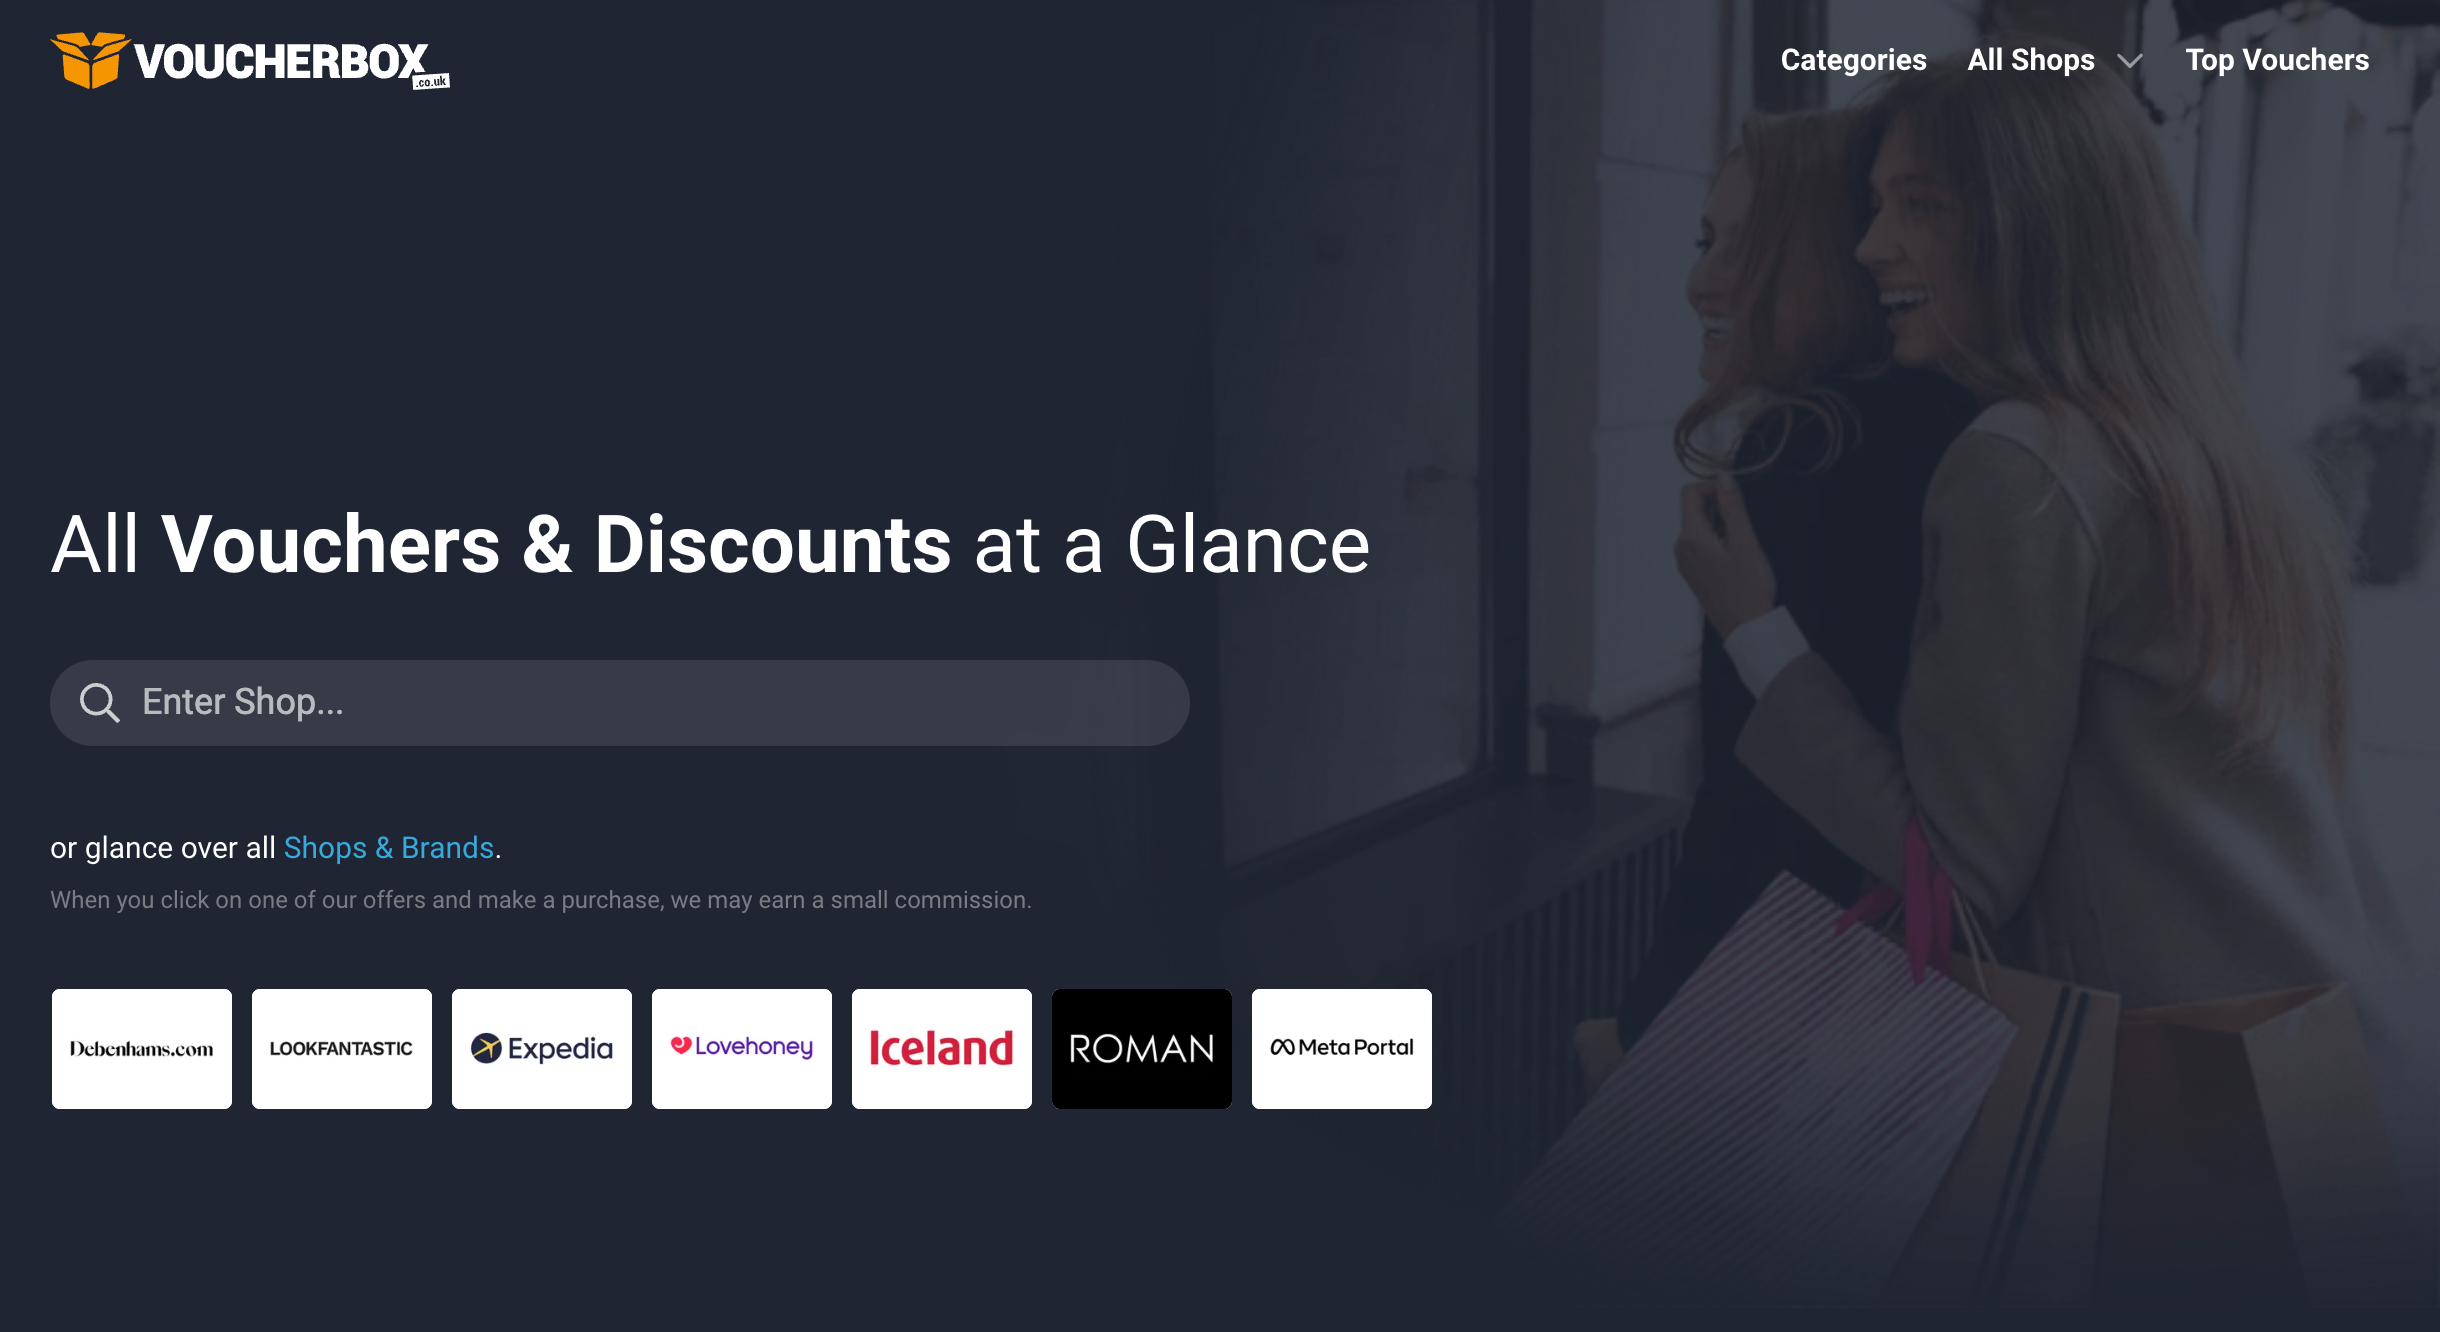 VOUCHERBOX
.co.uk
Categories
All Shops
Top Vouchers
All Vouchers & Discounts at a Glance
Enter Shop...
or glance over all Shops & Brands.
When you click on one of our offers and make a purchase, we may earn a small commission.
Debenhams.com
LOOKFANTASTIC
Expedia
Lovehoney
Iceland
ROMAN
Meta Portal